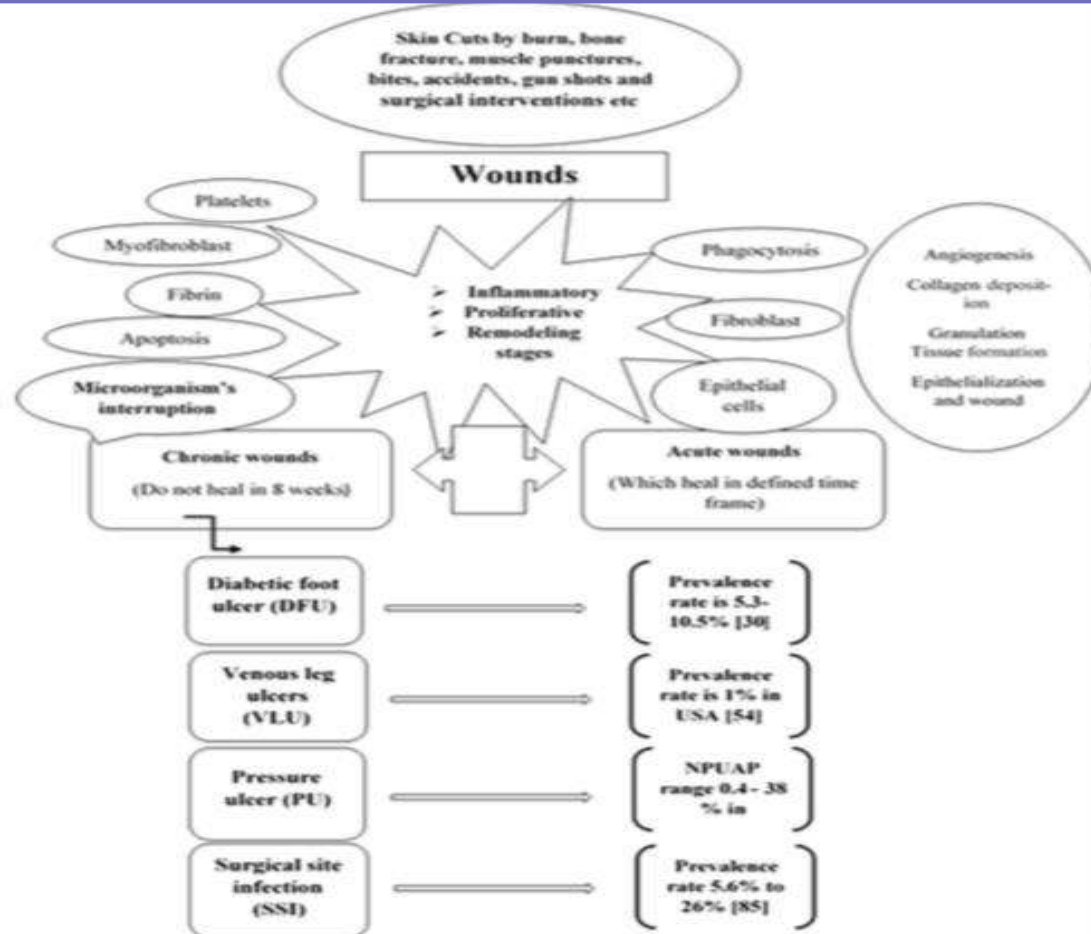 Skin Cuts by burn, bone
fracture, muscle punctures,
bites, accidents, gun shots and
surgical interventions etc
Wounds
Platelets
Myofibroblast
Fibrin
Apoptosis
Microorganism's
interruption
➢ Inflammatory
➢ Proliferative
➢ Remodeling
stages
Phagocytosis
Fibroblast
Epithelial
cells
Angiogenesis
Collagen deposit-
ion
Granulation
Tissue formation
Epithelialization
and wound
Chronic wounds
(Do not heal in 8 weeks)
Acute wounds
(Which heal in defined time
frame)
Diabetic foot
ulcer (DFU)
Prevalence
rate is 5.3-
10.5% [30]
Venous leg
ulcers
(VLU)
Prevalence
rate is 1% in
USA [54]
Pressure
ulcer (PU)
NPUAP
range 0.4 - 38
% in
Surgical site
infection
(SSI)
Prevalence
rate 5.6% to
26% [85]